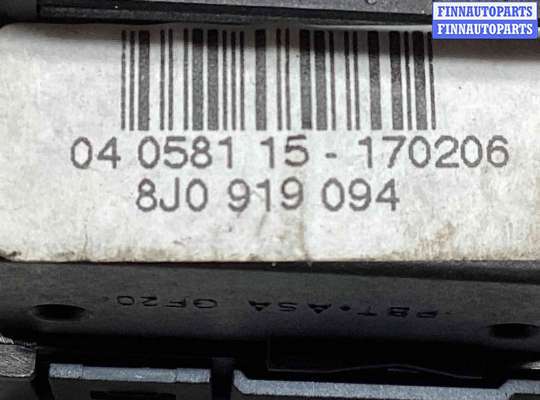 FINNAUTOPARTS
FINNAUTOPARTS
04 0581 15 - 170206
8J0 919 094
PBT+ASA GF20